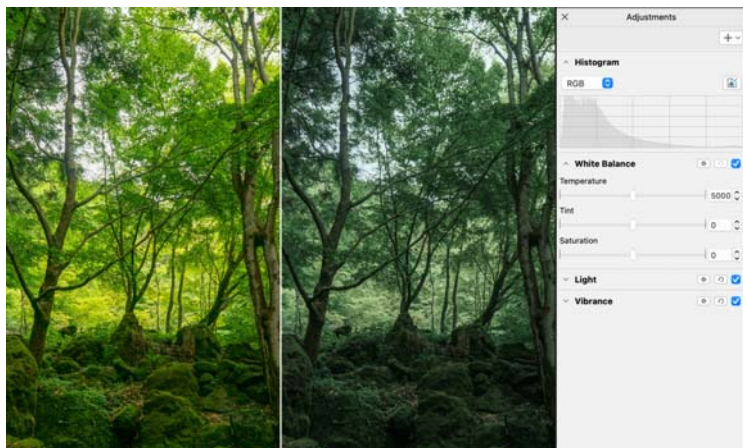 Adjustments
Histogram
RGB
White Balance
Temperature
5000
Tint
0
Saturation
0
Light
Vibrance